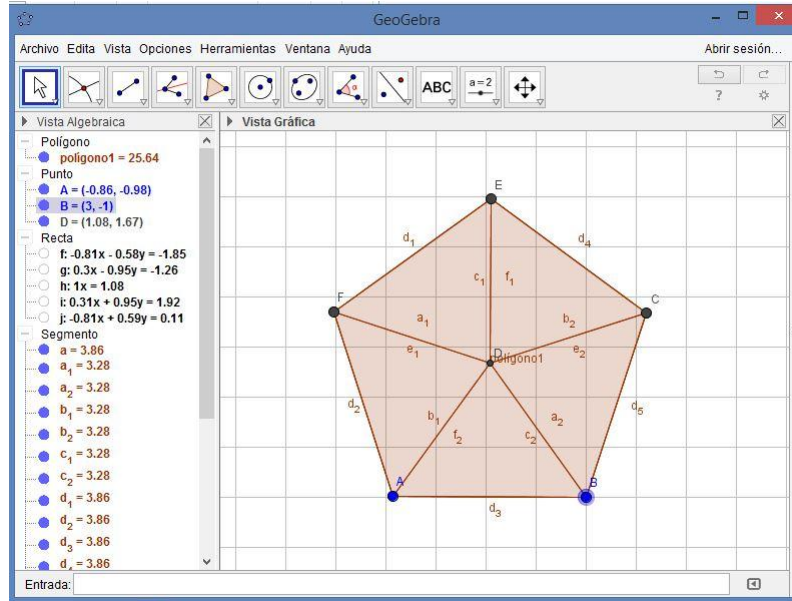 GeoGebra
Archivo Edita Vista Opciones Herramientas Ventana Ayuda
Abrir sesión...
ABC
a=2
Vista Algebraica
Vista Gráfica
Polígono
polígono1 = 25.64
Punto
A = (-0.86, -0.98)
B = (3, -1)
D = (1.08, 1.67)
Recta
f: -0.81x - 0.58y = -1.85
g: 0.3x - 0.95y = -1.26
h: 1x = 1.08
i: 0.31x + 0.95y = 1.92
j: -0.81x + 0.59y = 0.11
Segmento
a = 3.86
a₁ = 3.28
a₂ = 3.28
b₁ = 3.28
b₂ = 3.28
c₁ = 3.28
c₂ = 3.28
d₁ = 3.86
d₂ = 3.86
d₃ = 3.86
d₄ = 3.86
E
d₁
d₄
c₁ f₁
F
C
a₁
b₂
e₁
D
e₂
polígono1
d₂
b₁
a₂
d₅
f₂
c₂
A
B
d₃
Entrada: